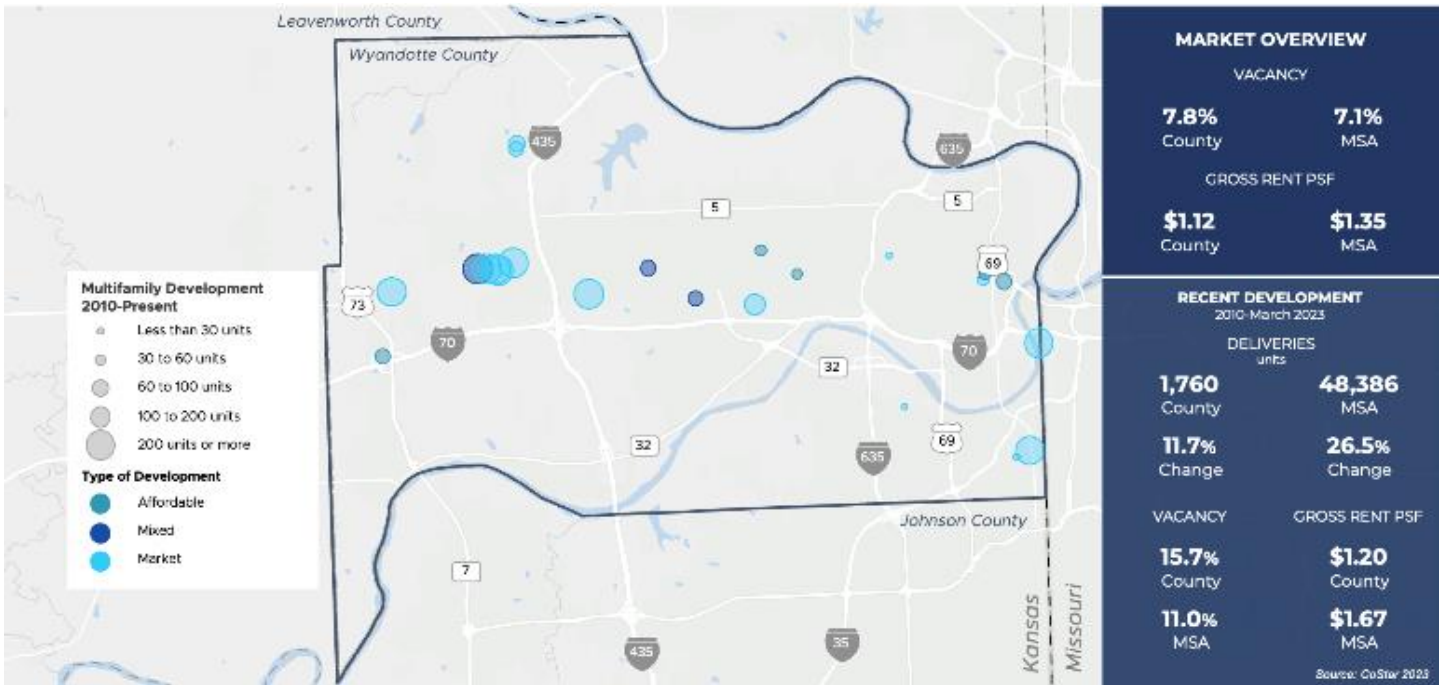 Leavenworth County
Wyandotte County
435
635
5
5
69
73
70
70
32
32
69
635
Johnson County
7
435
35
Kansas
Missouri
Multifamily Development
2010-Present
Less than 30 units
30 to 60 units
60 to 100 units
100 to 200 units
200 units or more
Type of Development
Affordable
Mixed
Market
MARKET OVERVIEW
VACANCY
7.8% 7.1%
County MSA
GROSS RENT PSF
$1.12 $1.35
County MSA
RECENT DEVELOPMENT
2010-March 2023
DELIVERIES
units
1,760 48,386
County MSA
11.7% 26.5%
Change Change
VACANCY GROSS RENT PSF
15.7% $1.20
County County
11.0% $1.67
MSA MSA
Source: CoStar 2023